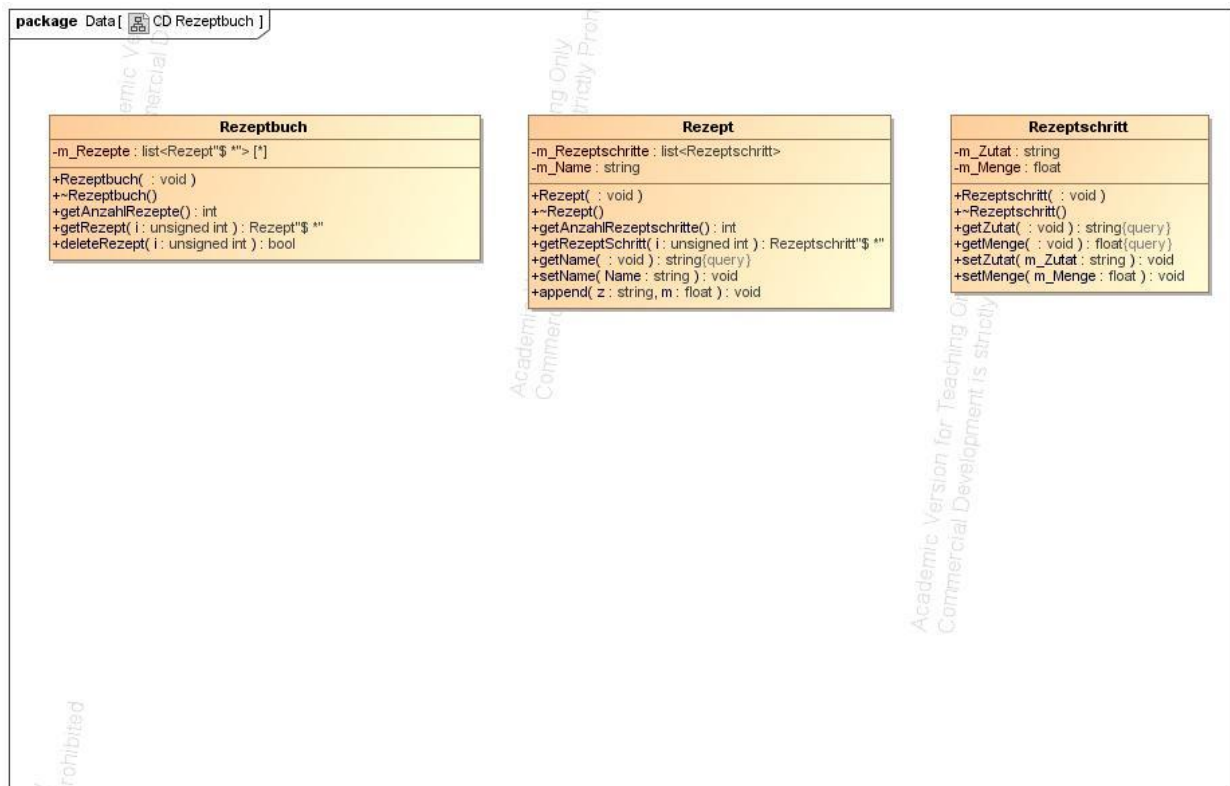 package Data [ CD Rezeptbuch ]
Rezeptbuch
-m_Rezepte : list<Rezept"$ *"> [*]
+Rezeptbuch( : void )
+~Rezeptbuch()
+getAnzahlRezepte() : int
+getRezept( i : unsigned int ) : Rezept"$ *"
+deleteRezept( i : unsigned int ) : bool
Rezept
-m_Rezeptschritte : list<Rezeptschritt>
-m_Name : string
+Rezept( : void )
+~Rezept()
+getAnzahlRezeptschritte() : int
+getRezeptSchritt( i : unsigned int ) : Rezeptschritt"$ *"
+getName( : void ) : string{query}
+setName( Name : string ) : void
+append( z : string, m : float ) : void
Rezeptschritt
-m_Zutat : string
-m_Menge : float
+Rezeptschritt( : void )
+~Rezeptschritt()
+getZutat( : void ) : string{query}
+getMenge( : void ) : float{query}
+setZutat( m_Zutat : string ) : void
+setMenge( m_Menge : float ) : void
Academic Version for Teaching On
Commercial Development is strictly